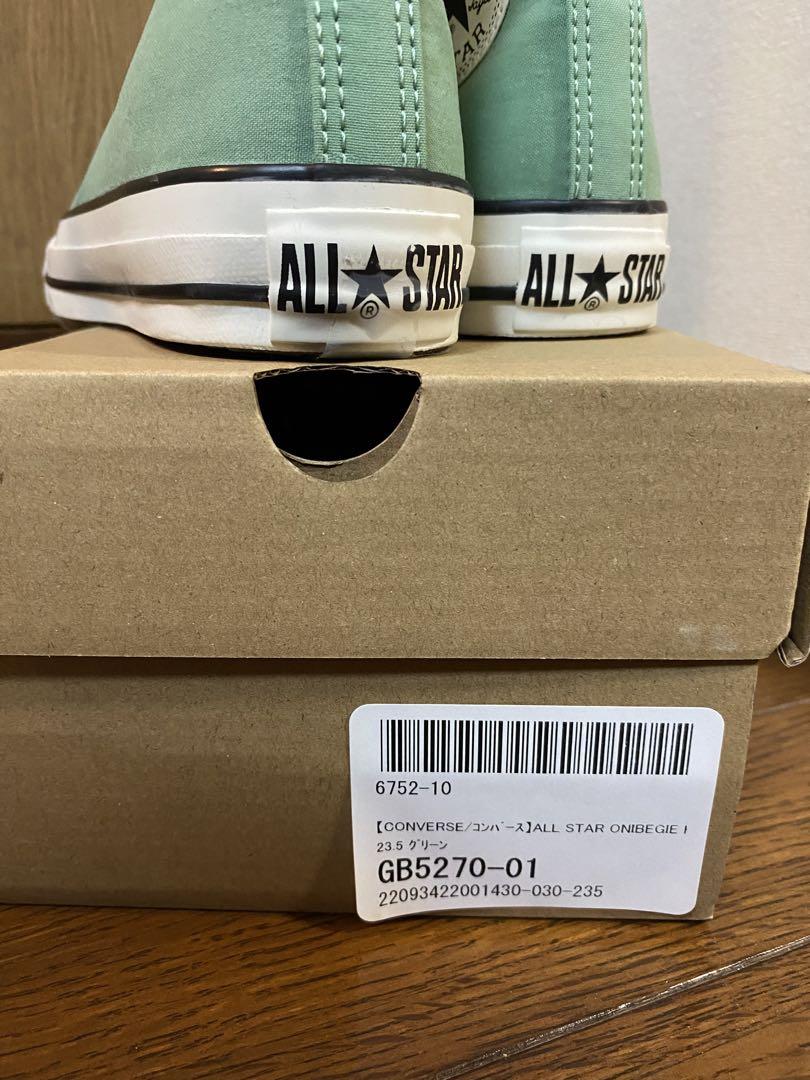 STAR
ALL★STAR
®
ALL★STAR
®
6752-10
【CONVERSE/コンバース】ALL STAR ONIBEGIE
23.5 グリーン
GB5270-01
22093422001430-030-235